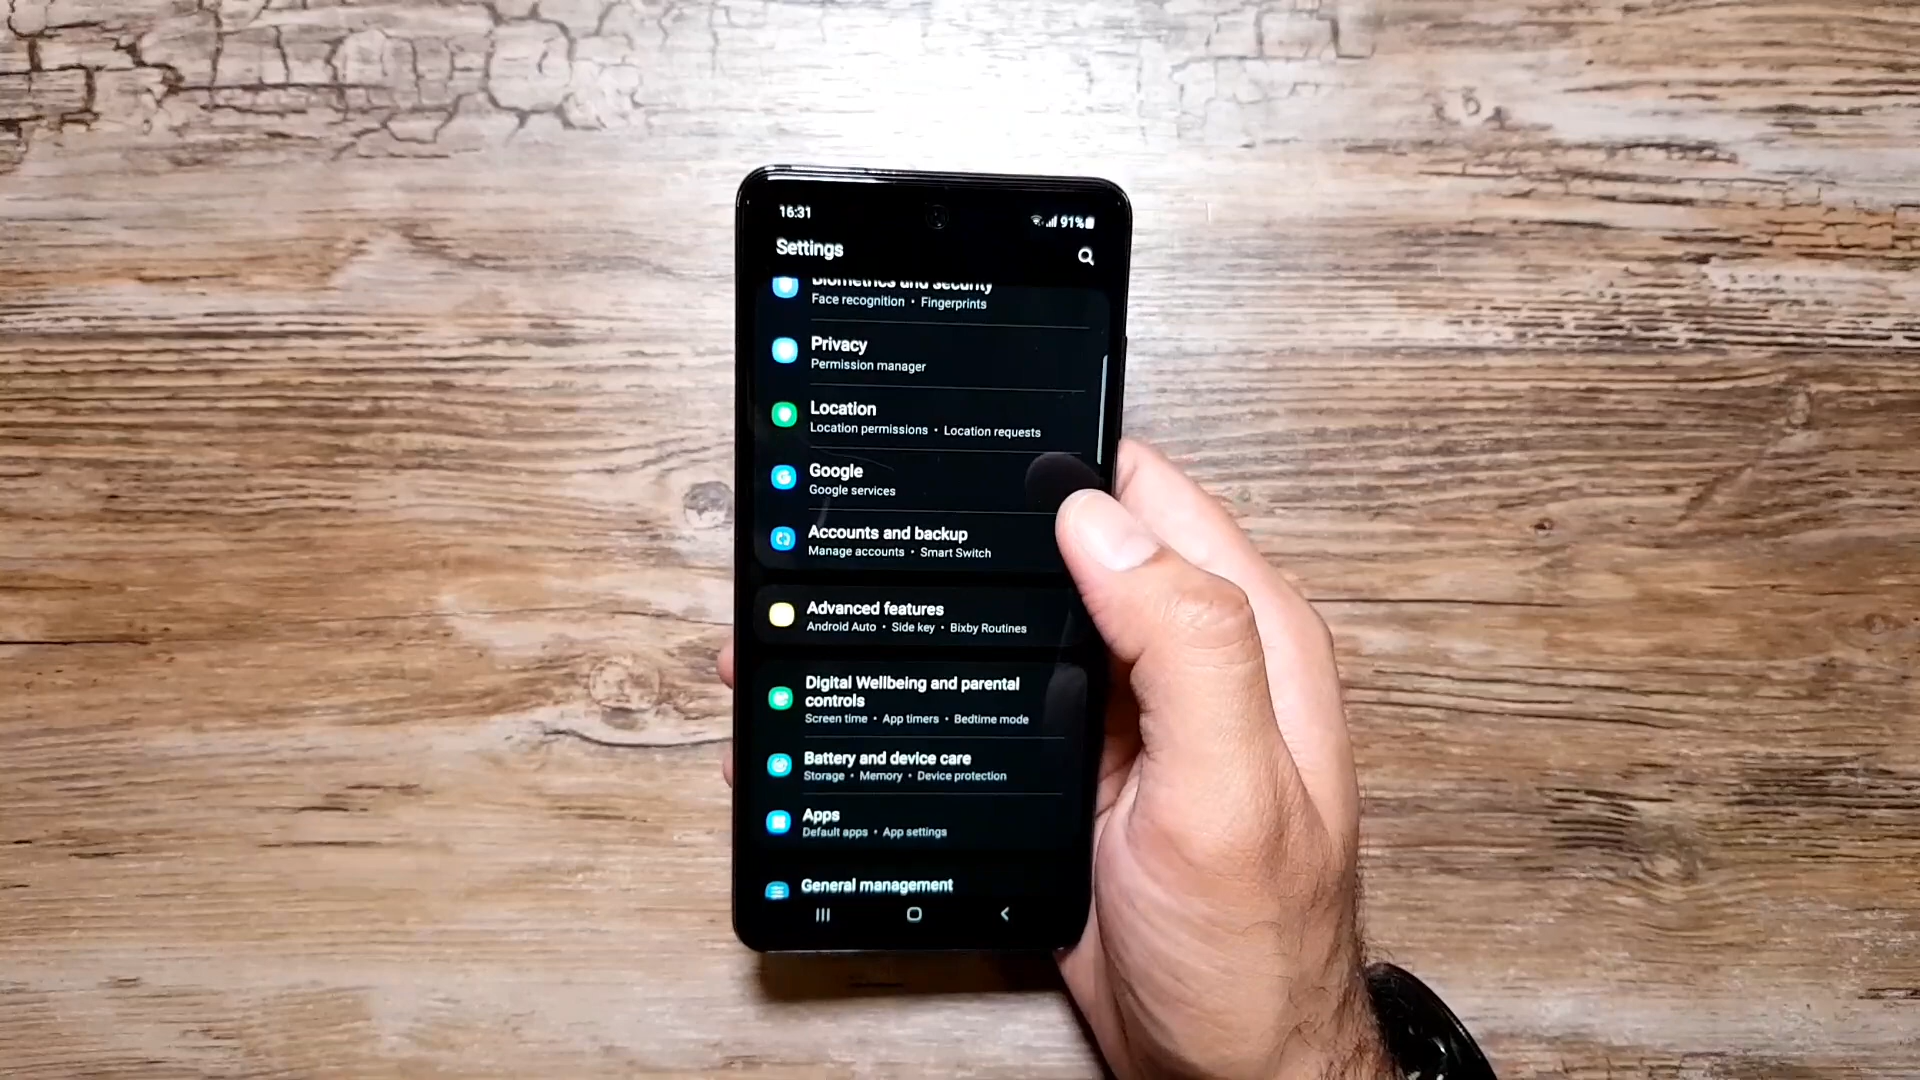 16:31
91%
Settings
Biometrics and security
Face recognition • Fingerprints
Privacy
Permission manager
Location
Location permissions • Location requests
Google
Google services
Accounts and backup
Manage accounts • Smart Switch
Advanced features
Android Auto • Side key • Bixby Routines
Digital Wellbeing and parental
controls
Screen time • App timers • Bedtime mode
Battery and device care
Storage • Memory • Device protection
Apps
Default apps • App settings
General management